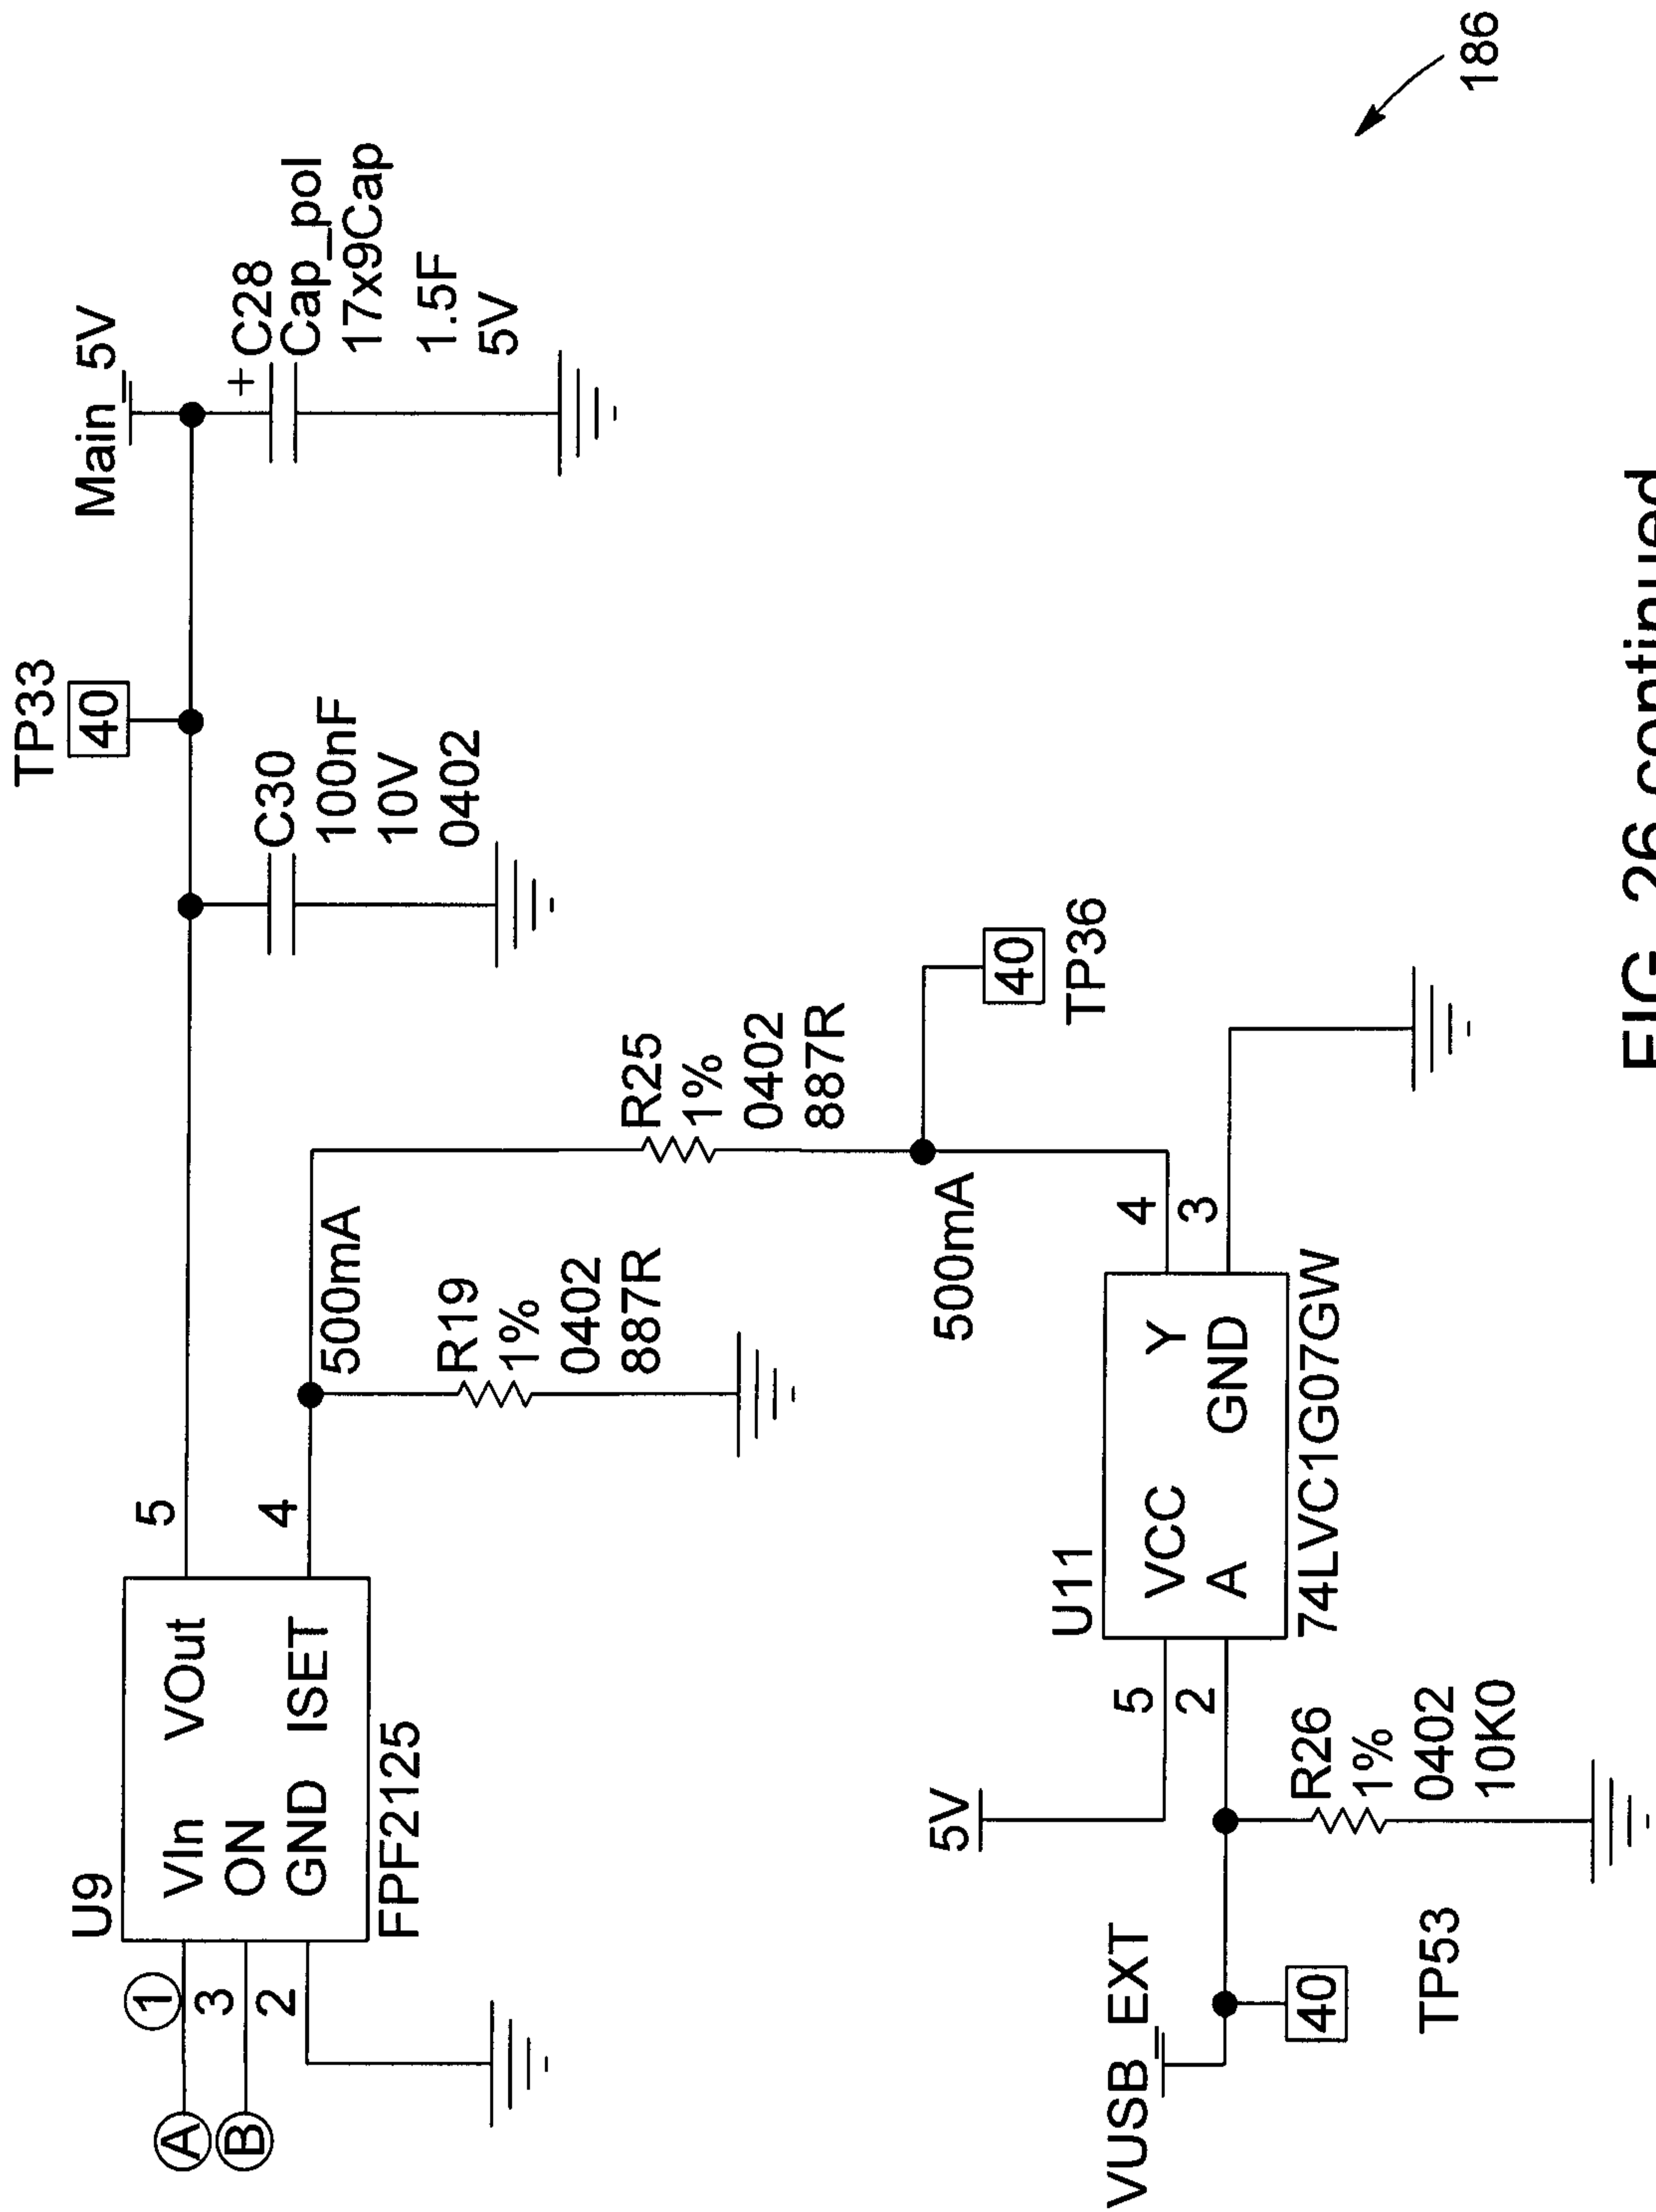 TP33
40
Main_5V
C30
100nF
10V
0402
+
C28
Cap_pol
17x9Cap
1.5F
5V
U9
A
1
B
3
2
VIn VOut
ON
GND ISET
5
4
FPF2125
500mA
R19
1%
0402
887R
R25
1%
0402
887R
500mA
40
TP36
5V
U11
5
2
VCC Y
A GND
4
3
74LVC1G07GW
VUSB_EXT
40
TP53
R26
1%
0402
10K0
186
FIG. 26 continued